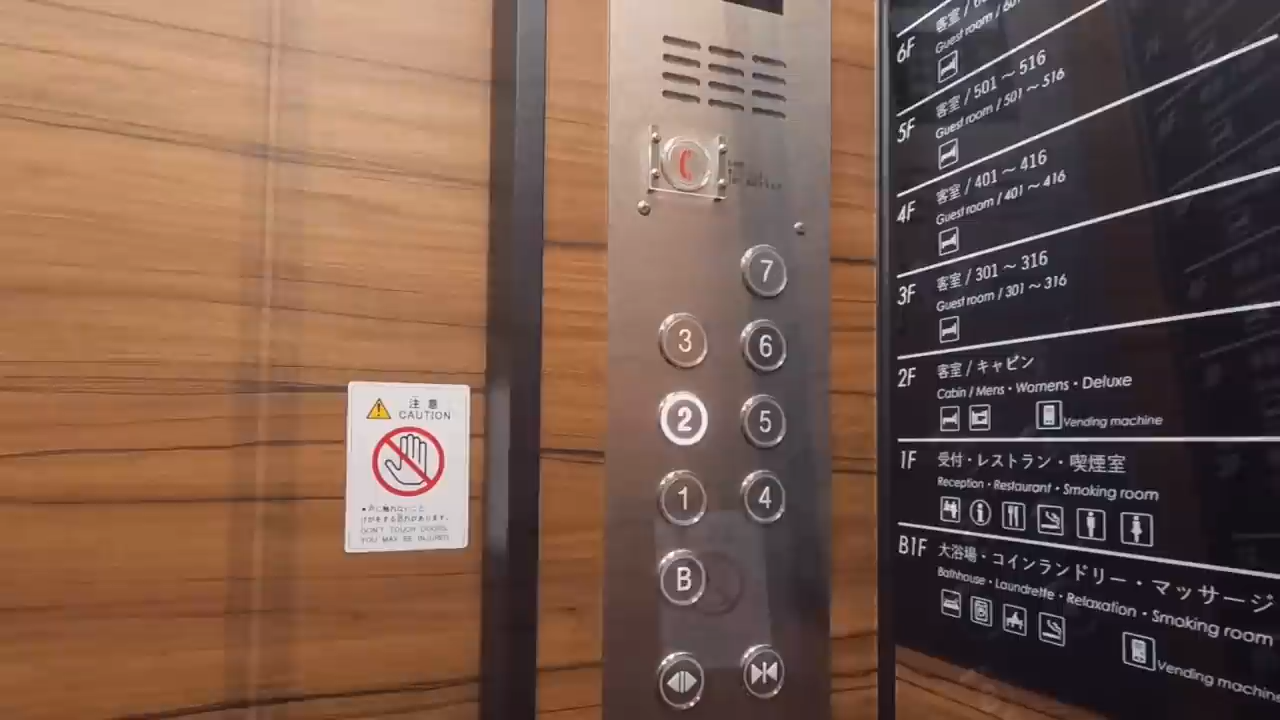 注意
CAUTION
DON'T TOUCH DOORS.
YOU MAY BE INJURED.
7
3
6
2
5
1
4
B
6F
客室 /
Guest room /
5F
客室 / 501 ～ 516
Guest room / 501 ～ 516
4F
客室 / 401 ～ 416
Guest room / 401 ～ 416
3F
客室 / 301 ～ 316
Guest room / 301 ～ 316
2F
客室 / キャビン
Cabin / Mens・Womens・Deluxe
Vending machine
1F
受付・レストラン・喫煙室
Reception・Restaurant・Smoking room
B1F
大浴場・コインランドリー・マッサージ
Bathhouse・Laundrette・Relaxation・Smoking room
Vending machine